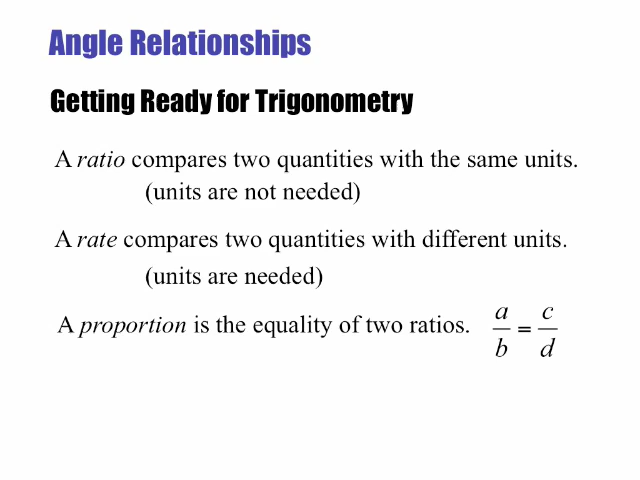 Angle Relationships
Getting Ready for Trigonometry
A ratio compares two quantities with the same units.
(units are not needed)
A rate compares two quantities with different units.
(units are needed)
A proportion is the equality of two ratios. a/b = c/d